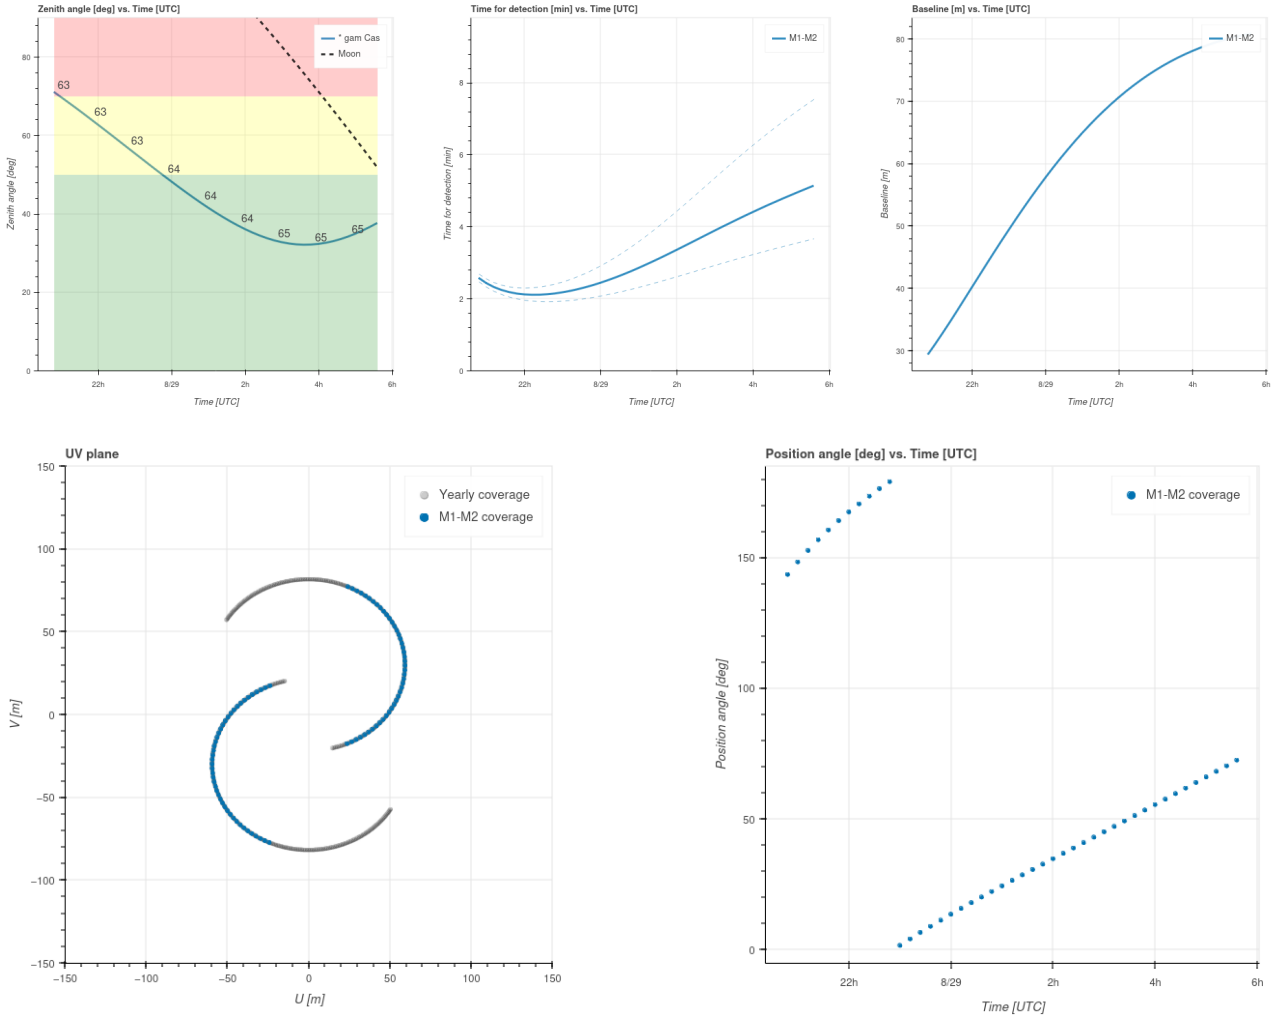 Zenith angle [deg] vs. Time [UTC]
* gam Cas
Moon
80
60
40
20
0
63
63
63
64
64
64
65
65
65
22h
8/29
2h
4h
6h
Zenith angle [deg]
Time [UTC]
Time for detection [min] vs. Time [UTC]
M1-M2
8
6
4
2
0
22h
8/29
2h
4h
6h
Time for detection [min]
Time [UTC]
Baseline [m] vs. Time [UTC]
M1-M2
80
70
60
50
40
30
22h
8/29
2h
4h
6h
Baseline [m]
Time [UTC]
UV plane
Yearly coverage
M1-M2 coverage
150
100
50
0
−50
−100
−150
−150
−100
−50
0
50
100
150
V [m]
U [m]
Position angle [deg] vs. Time [UTC]
M1-M2 coverage
150
100
50
0
22h
8/29
2h
4h
6h
Position angle [deg]
Time [UTC]